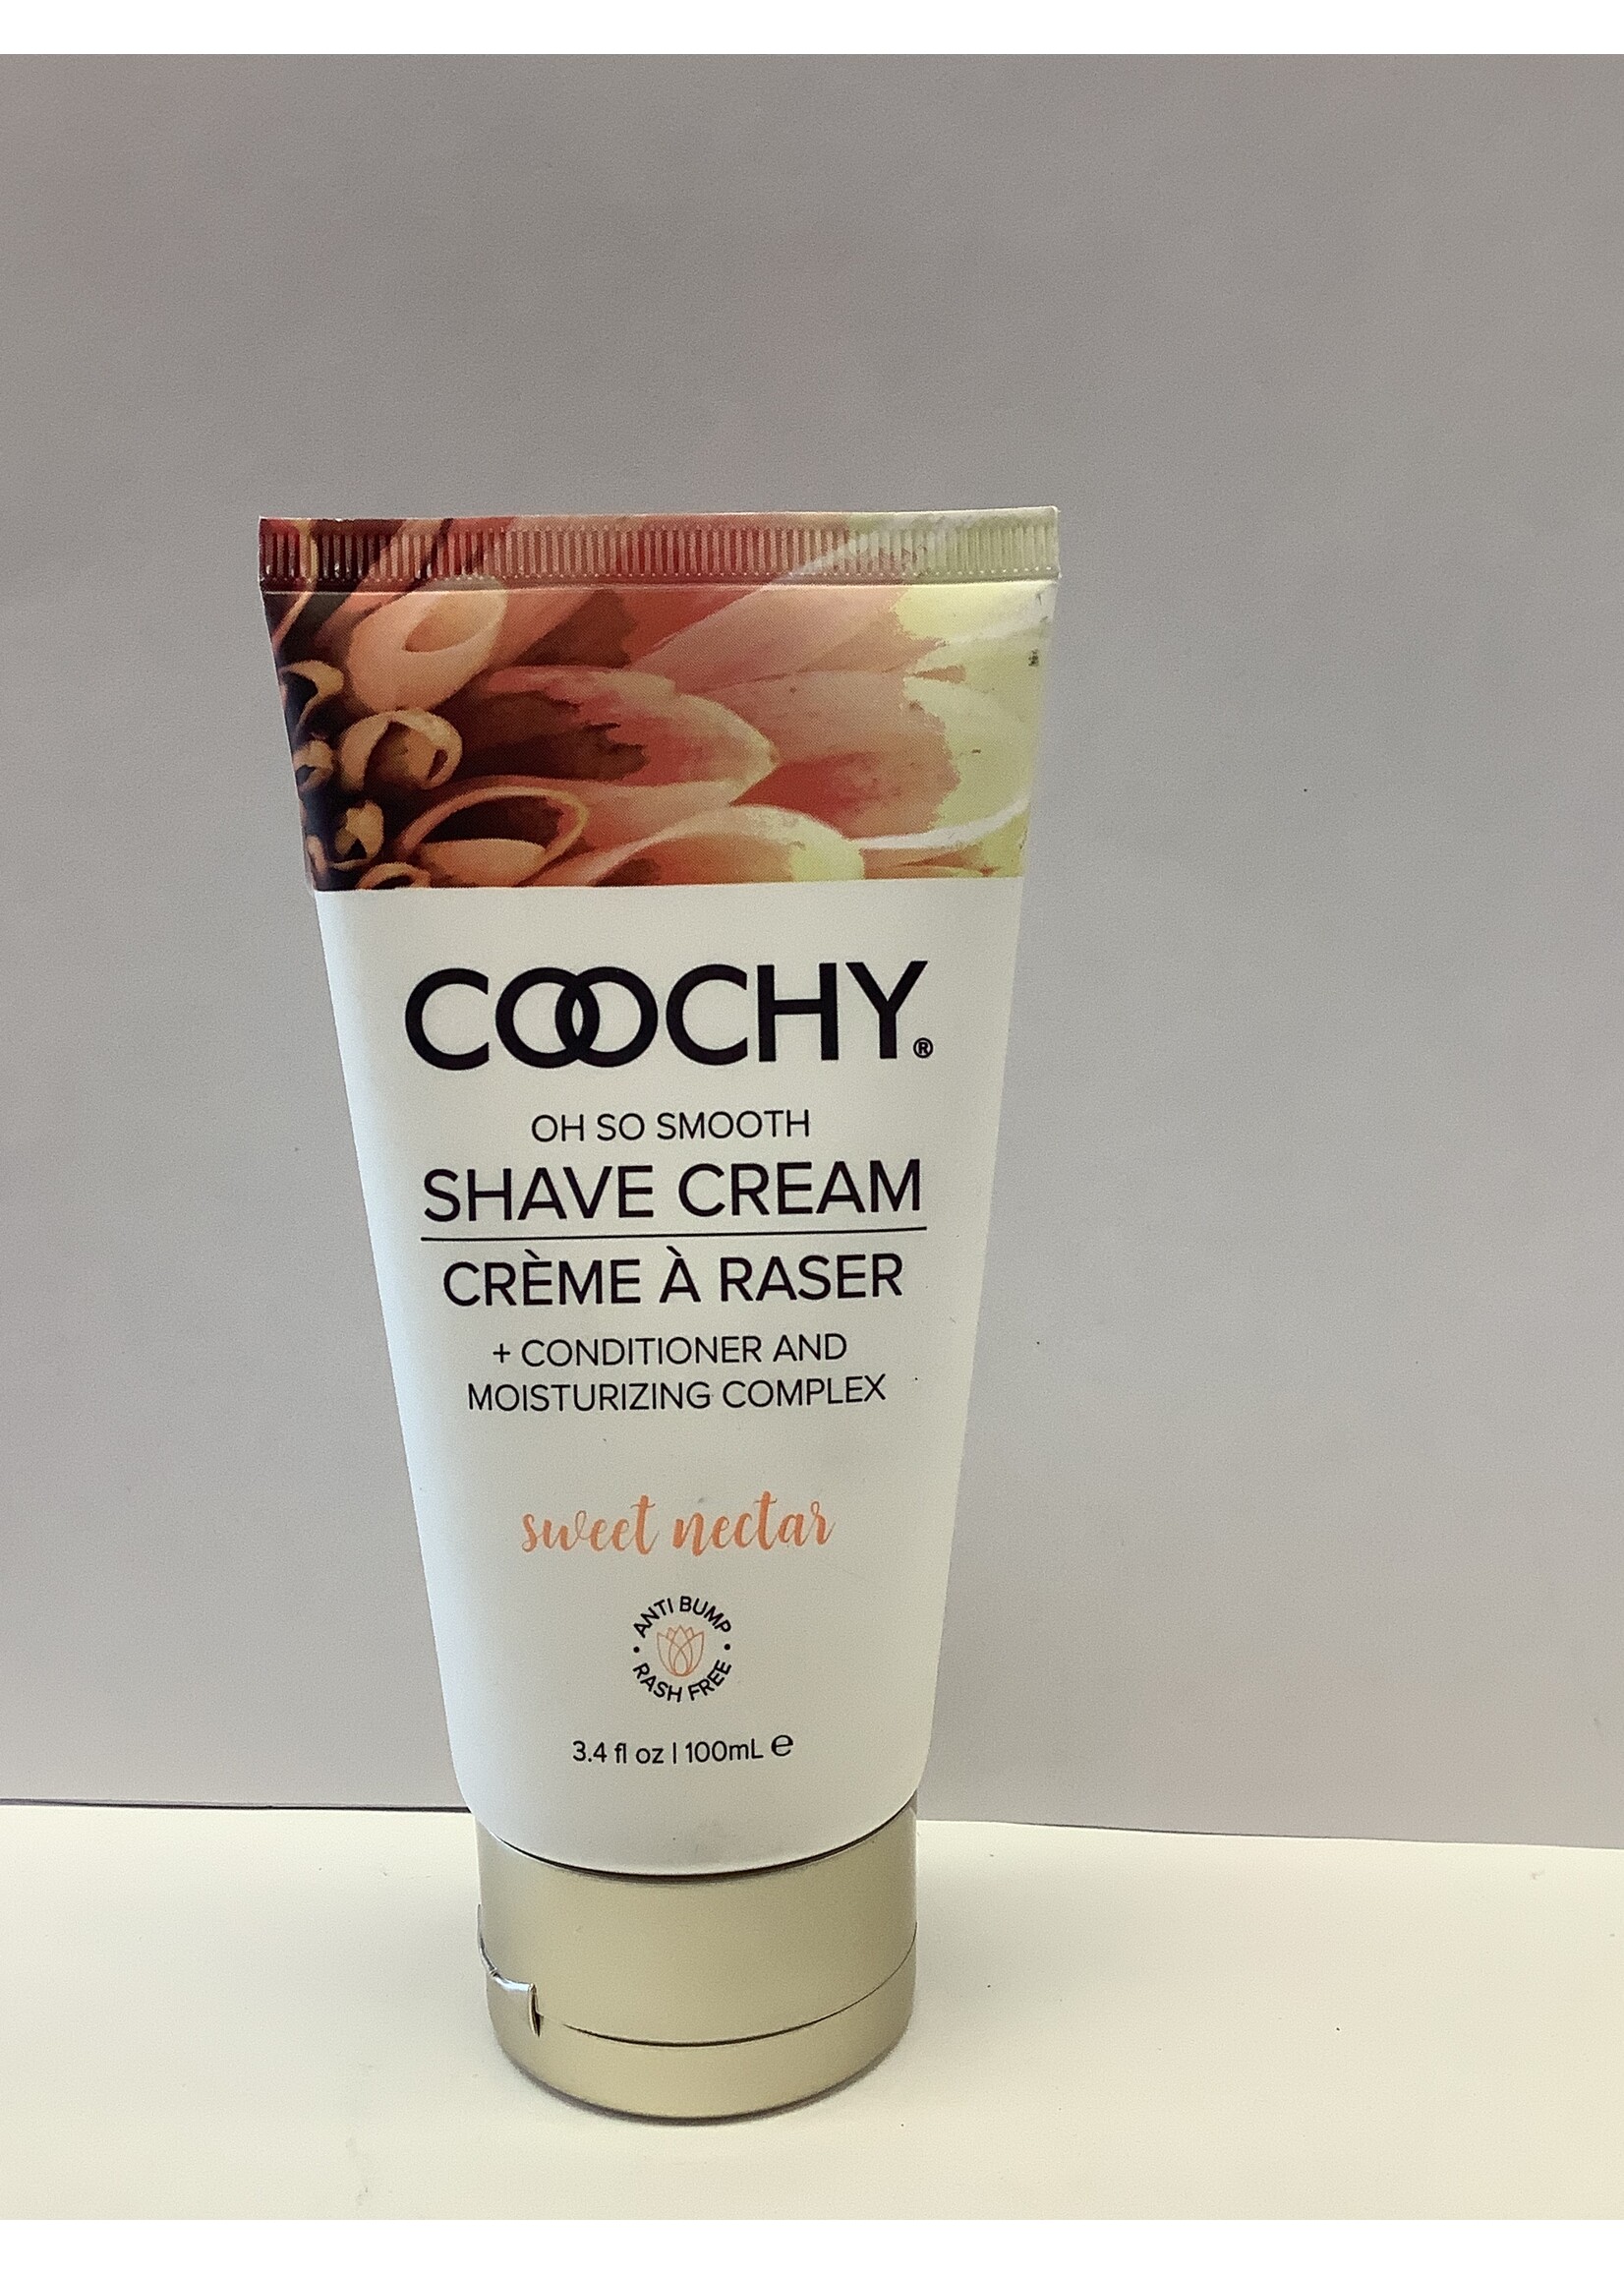 COOCHY®
OH SO SMOOTH
SHAVE CREAM
CRÈME À RASER
+ CONDITIONER AND
MOISTURIZING COMPLEX
sweet nectar
ANTI BUMP
• RASH FREE •
3.4 fl oz | 100mL ℮